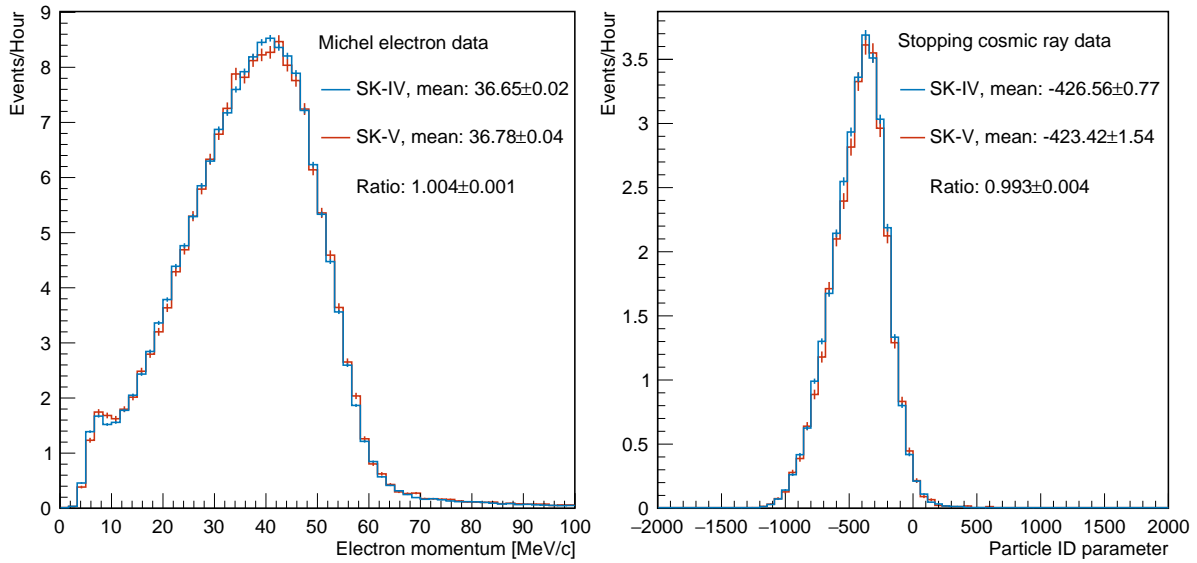 Events/Hour
9
8
7
6
5
4
3
2
1
0
Michel electron data
SK-IV, mean: 36.65±0.02
SK-V, mean: 36.78±0.04
Ratio: 1.004±0.001
0 10 20 30 40 50 60 70 80 90 100
Electron momentum [MeV/c]
Events/Hour
3.5
3
2.5
2
1.5
1
0.5
0
Stopping cosmic ray data
SK-IV, mean: -426.56±0.77
SK-V, mean: -423.42±1.54
Ratio: 0.993±0.004
−2000 −1500 −1000 −500 0 500 1000 1500 2000
Particle ID parameter